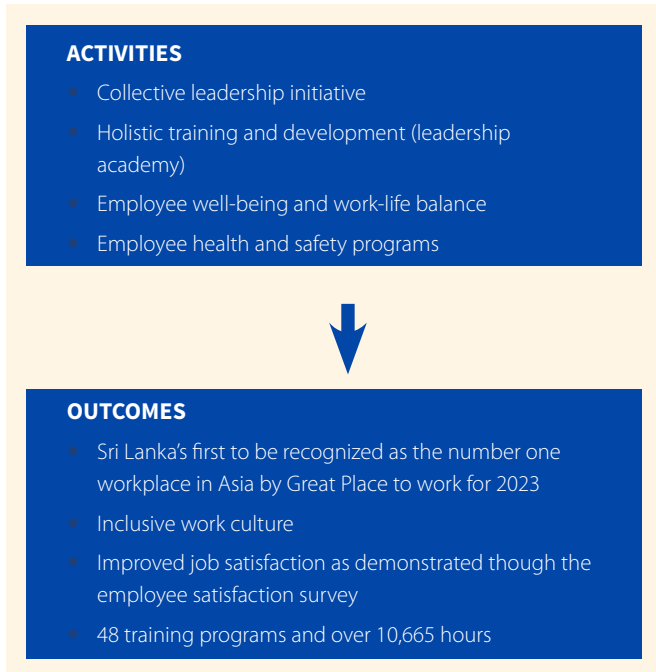 ACTIVITIES
• Collective leadership initiative
• Holistic training and development (leadership
academy)
• Employee well-being and work-life balance
• Employee health and safety programs
OUTCOMES
• Sri Lanka's first to be recognized as the number one
workplace in Asia by Great Place to work for 2023
• Inclusive work culture
• Improved job satisfaction as demonstrated though the
employee satisfaction survey
• 48 training programs and over 10,665 hours